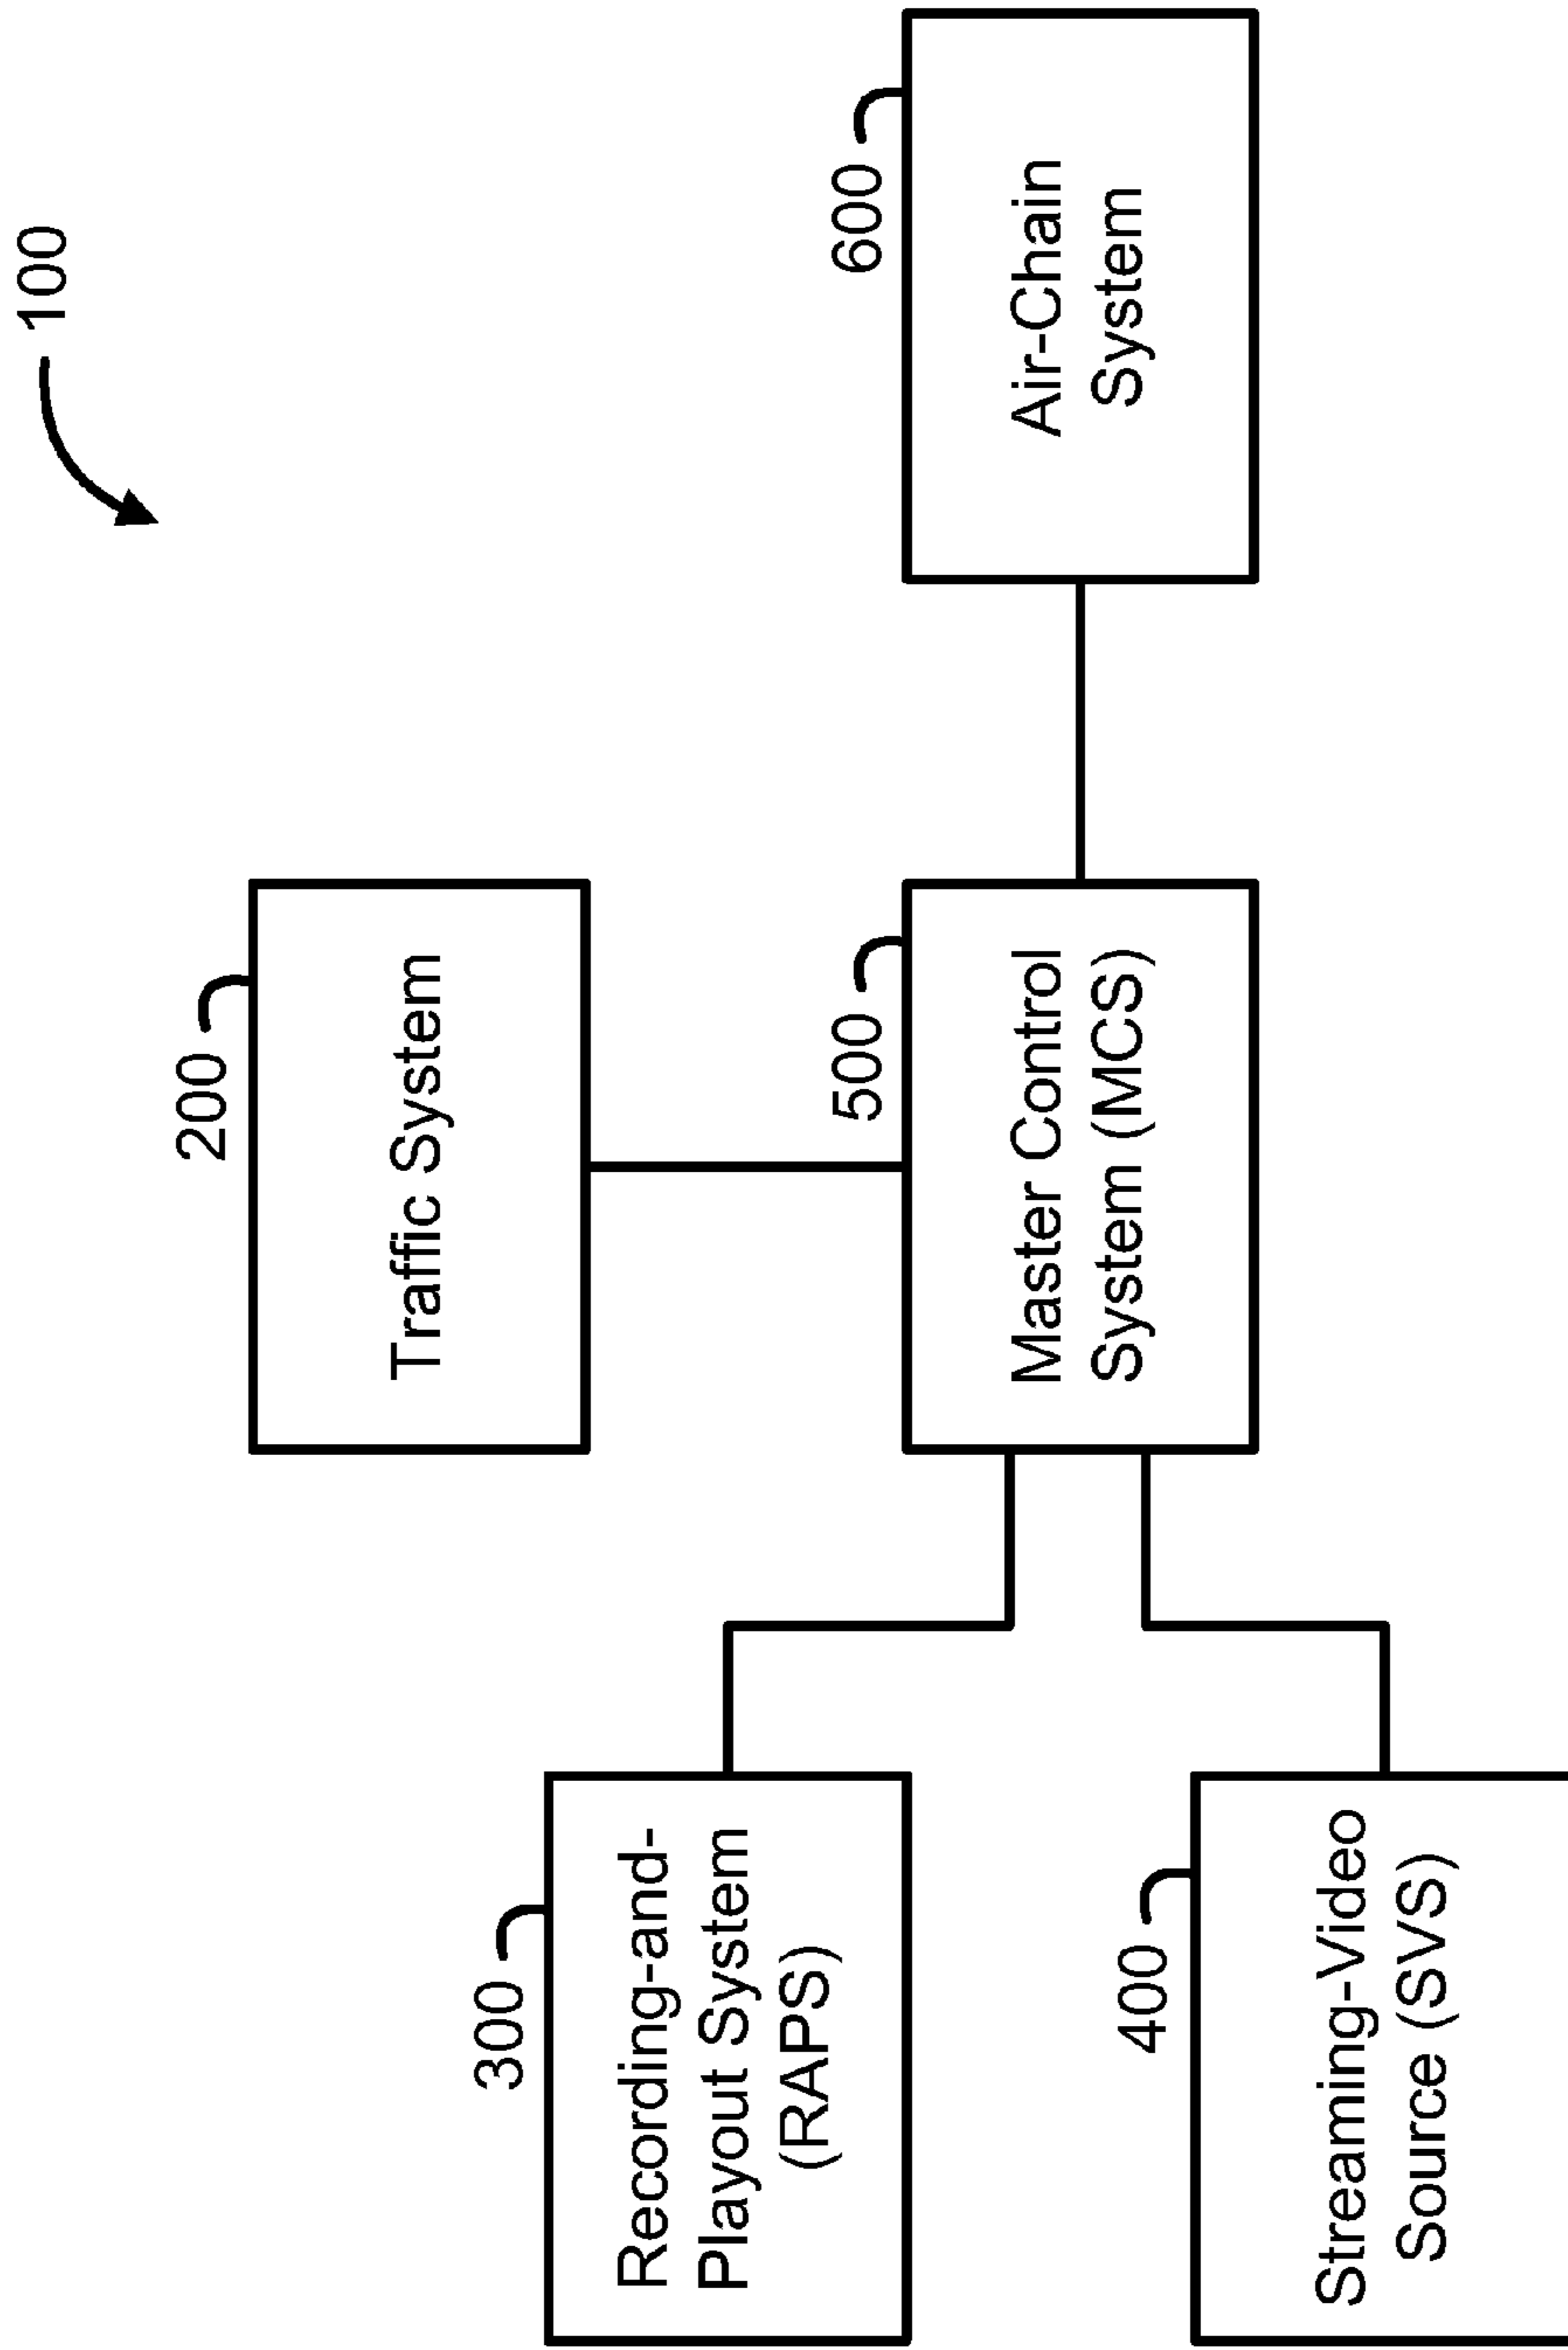 100
200
Traffic System
300
Recording-and-
Playout System
(RAPS)
500
Master Control
System (MCS)
600
Air-Chain
System
400
Streaming-Video
Source (SVS)